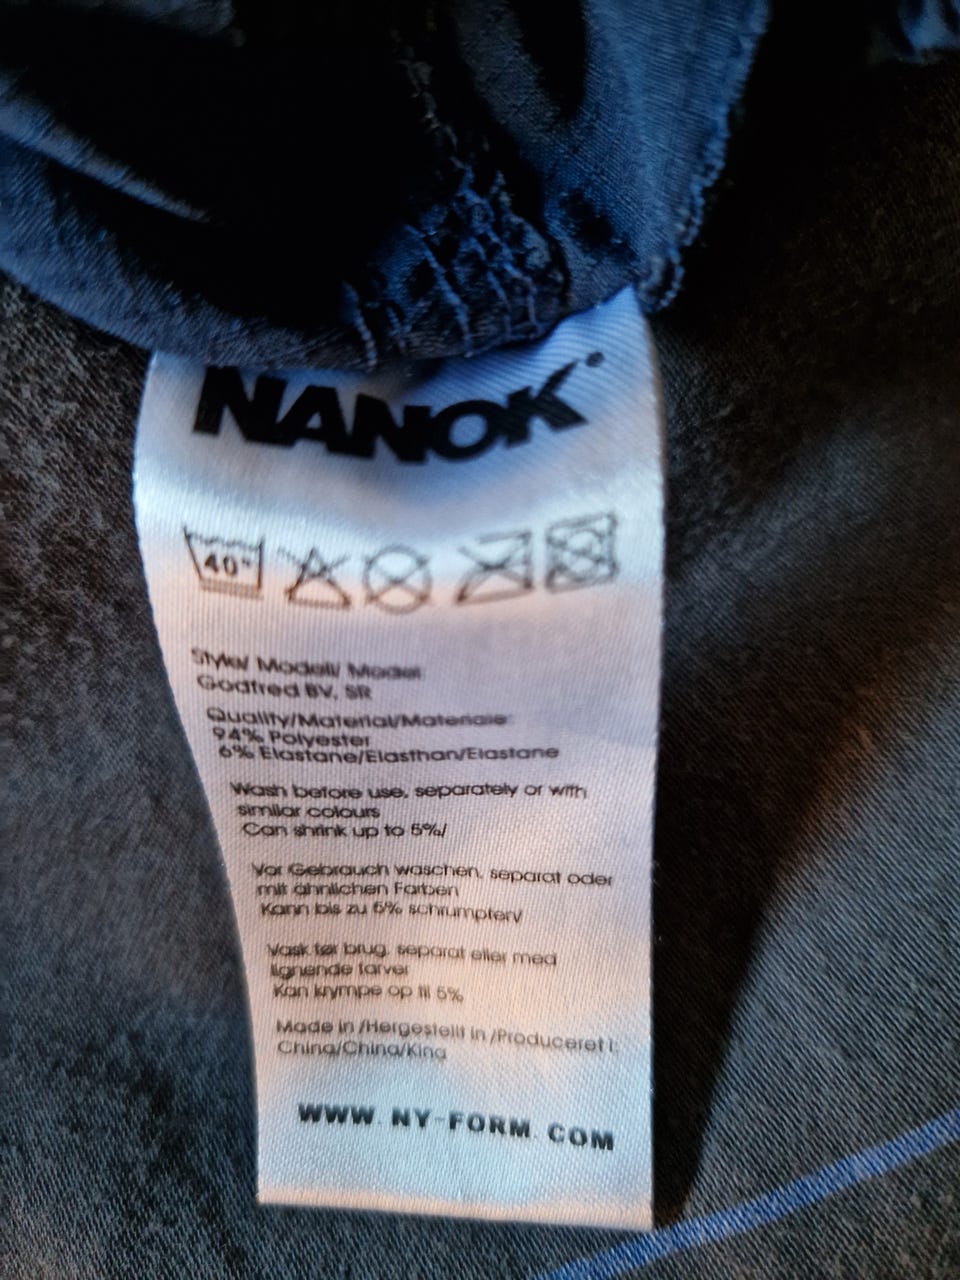 NANOK®
40°
Style/ Modell/ Model
Godtfred BV, SR
Quality/Material/Materiale:
94% Polyester
6% Elastane/Elasthan/Elastane
Wash before use, separately or with
similar colours
Can shrink up to 5%/
Vor Gebrauch waschen, separat oder
mit ähnlichen Farben
Kann bis zu 5% schrumpfen/
Vask før brug, separat eller med
lignende farver
Kan krympe op til 5%
Made in /Hergestellt in /Produceret i:
China/China/Kina
WWW.NY-FORM.COM